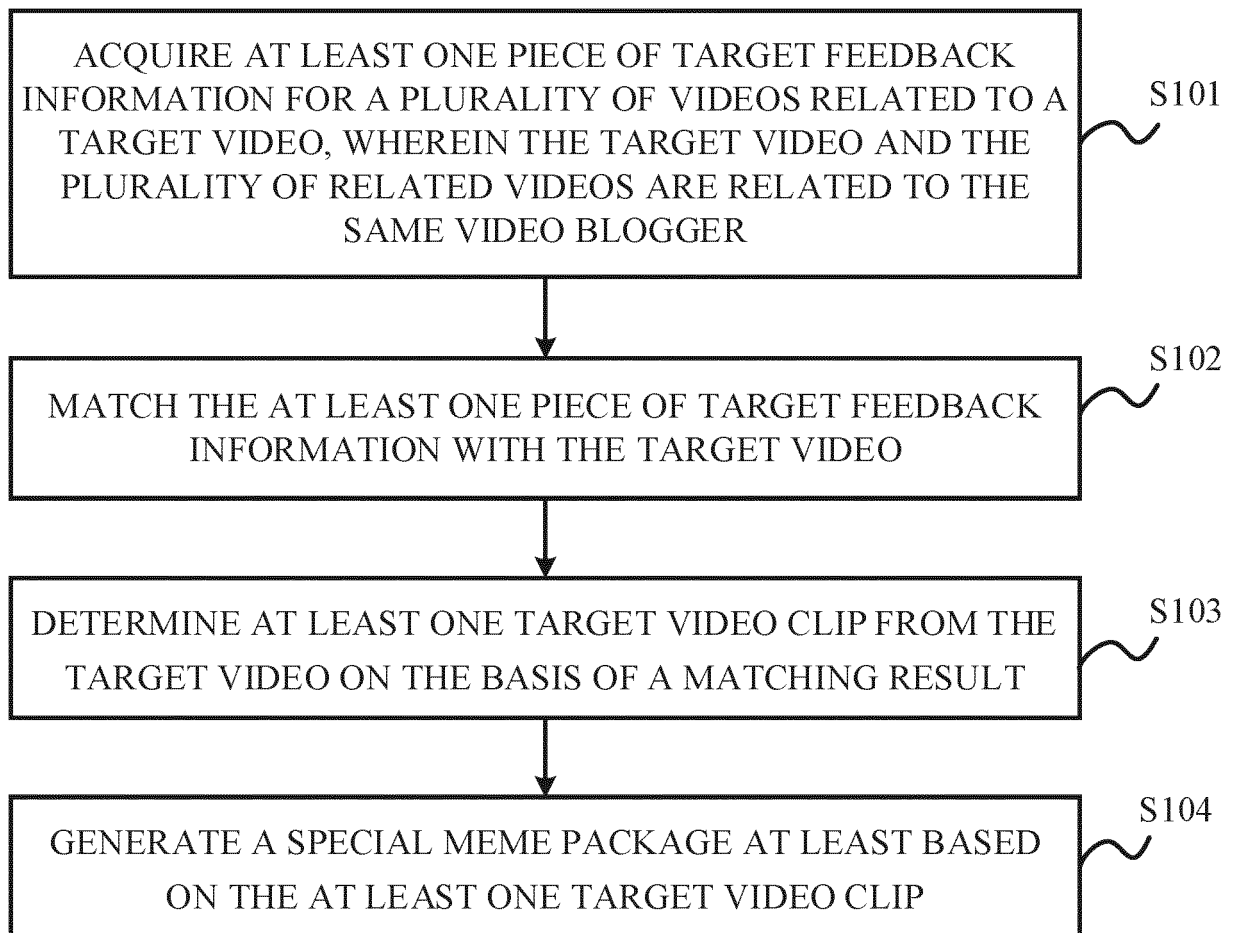 ACQUIRE AT LEAST ONE PIECE OF TARGET FEEDBACK
INFORMATION FOR A PLURALITY OF VIDEOS RELATED TO A
TARGET VIDEO, WHEREIN THE TARGET VIDEO AND THE
PLURALITY OF RELATED VIDEOS ARE RELATED TO THE
SAME VIDEO BLOGGER
S101
MATCH THE AT LEAST ONE PIECE OF TARGET FEEDBACK
INFORMATION WITH THE TARGET VIDEO
S102
DETERMINE AT LEAST ONE TARGET VIDEO CLIP FROM THE
TARGET VIDEO ON THE BASIS OF A MATCHING RESULT
S103
GENERATE A SPECIAL MEME PACKAGE AT LEAST BASED
ON THE AT LEAST ONE TARGET VIDEO CLIP
S104